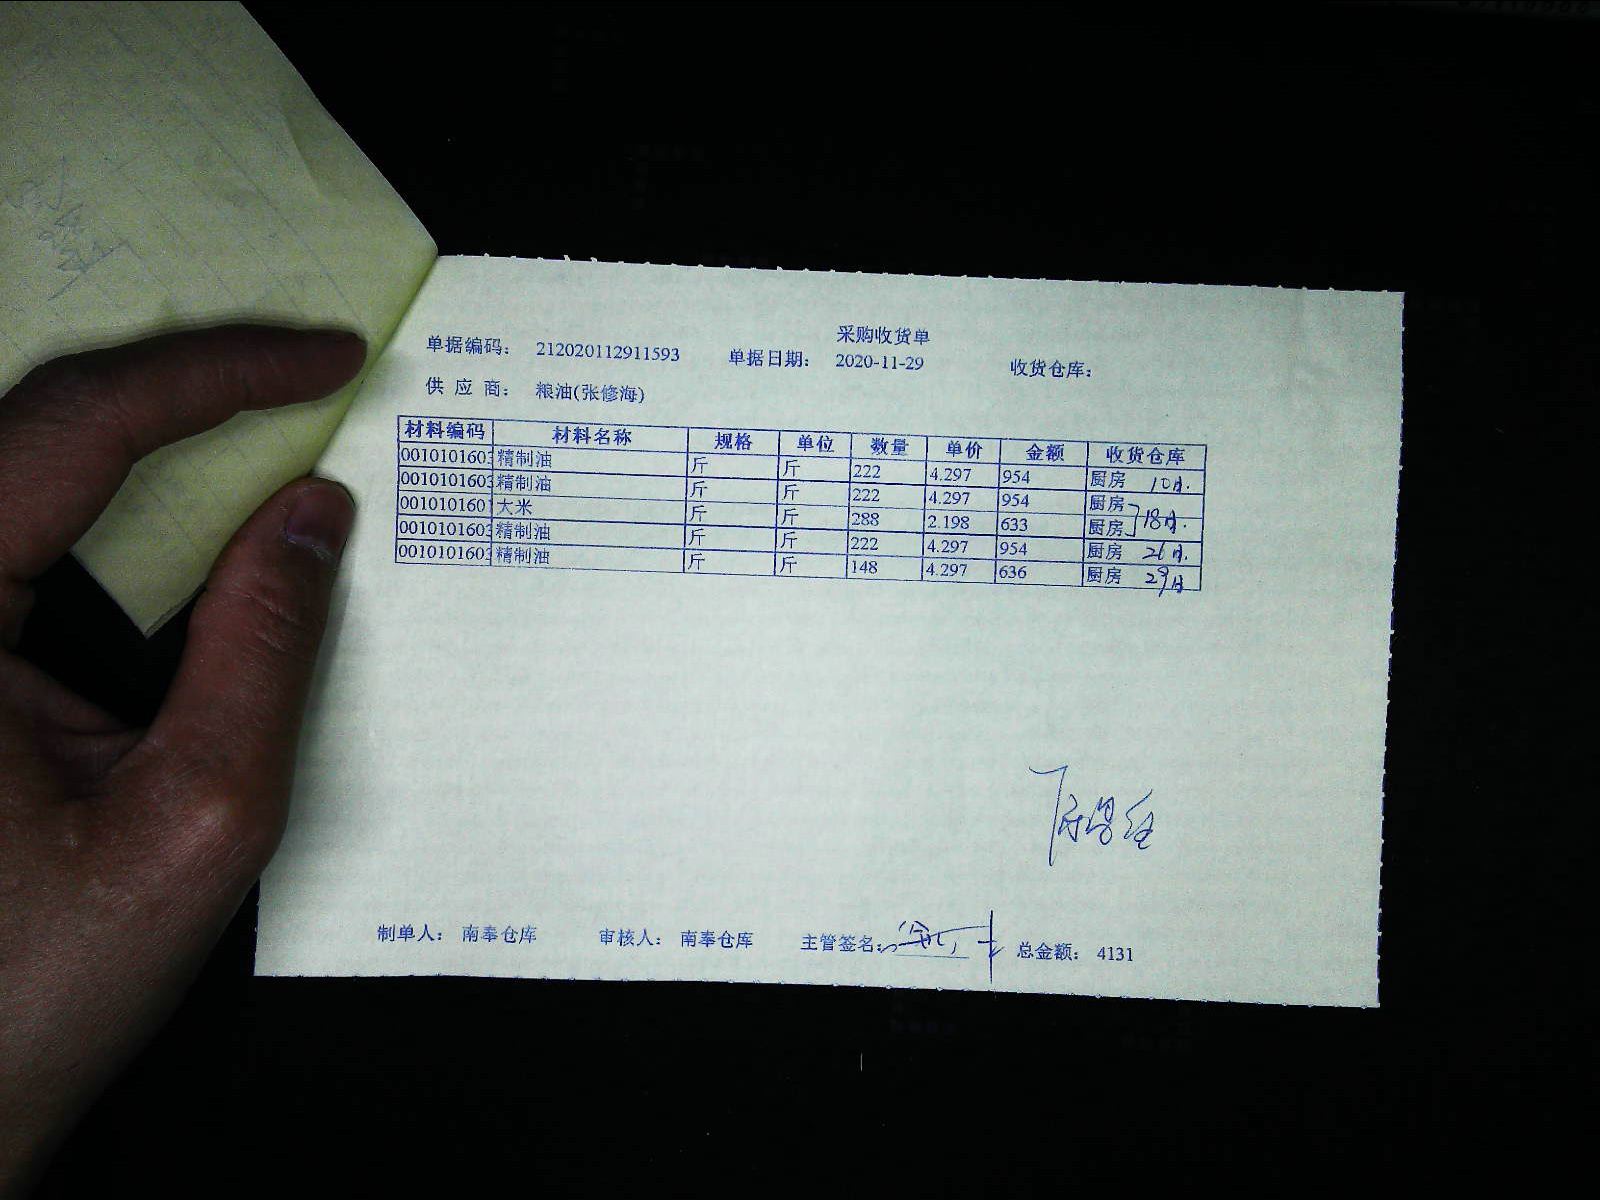 采购收货单
单据编码： 212020112911593 单据日期： 2020-11-29 收货仓库：
供 应 商： 粮油(张修海)
材料编码 材料名称 规格 单位 数量 单价 金额 收货仓库
0010101603 精制油 斤 斤 222 4.297 954 厨房 10日.
0010101603 精制油 斤 斤 222 4.297 954 厨房
001010160 大米 斤 斤 288 2.198 633 厨房 18日.
0010101603 精制油 斤 斤 222 4.297 954 厨房 26日.
0010101603 精制油 斤 斤 148 4.297 636 厨房 29日
制单人： 南奉仓库 审核人： 南奉仓库 主管签名： 总金额： 4131